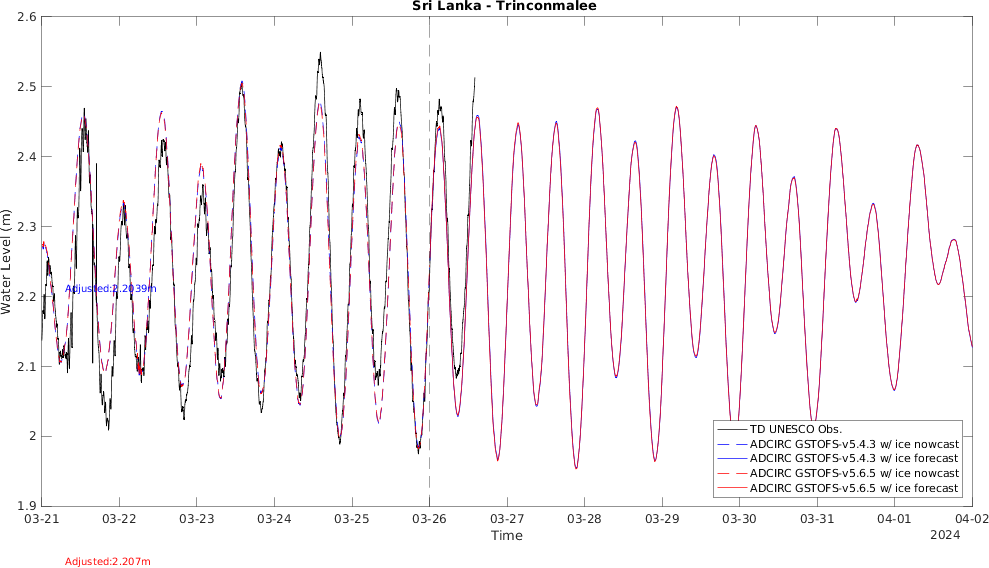 Sri Lanka - Trinconmalee
2.6
2.5
2.4
2.3
2.2
2.1
2
1.9
Water Level (m)
Adjusted:2.2039m
TD UNESCO Obs.
ADCIRC GSTOFS-v5.4.3 w/ ice nowcast
ADCIRC GSTOFS-v5.4.3 w/ ice forecast
ADCIRC GSTOFS-v5.6.5 w/ ice nowcast
ADCIRC GSTOFS-v5.6.5 w/ ice forecast
03-21 03-22 03-23 03-24 03-25 03-26 03-27 03-28 03-29 03-30 03-31 04-01 04-02
Time
2024
Adjusted:2.207m